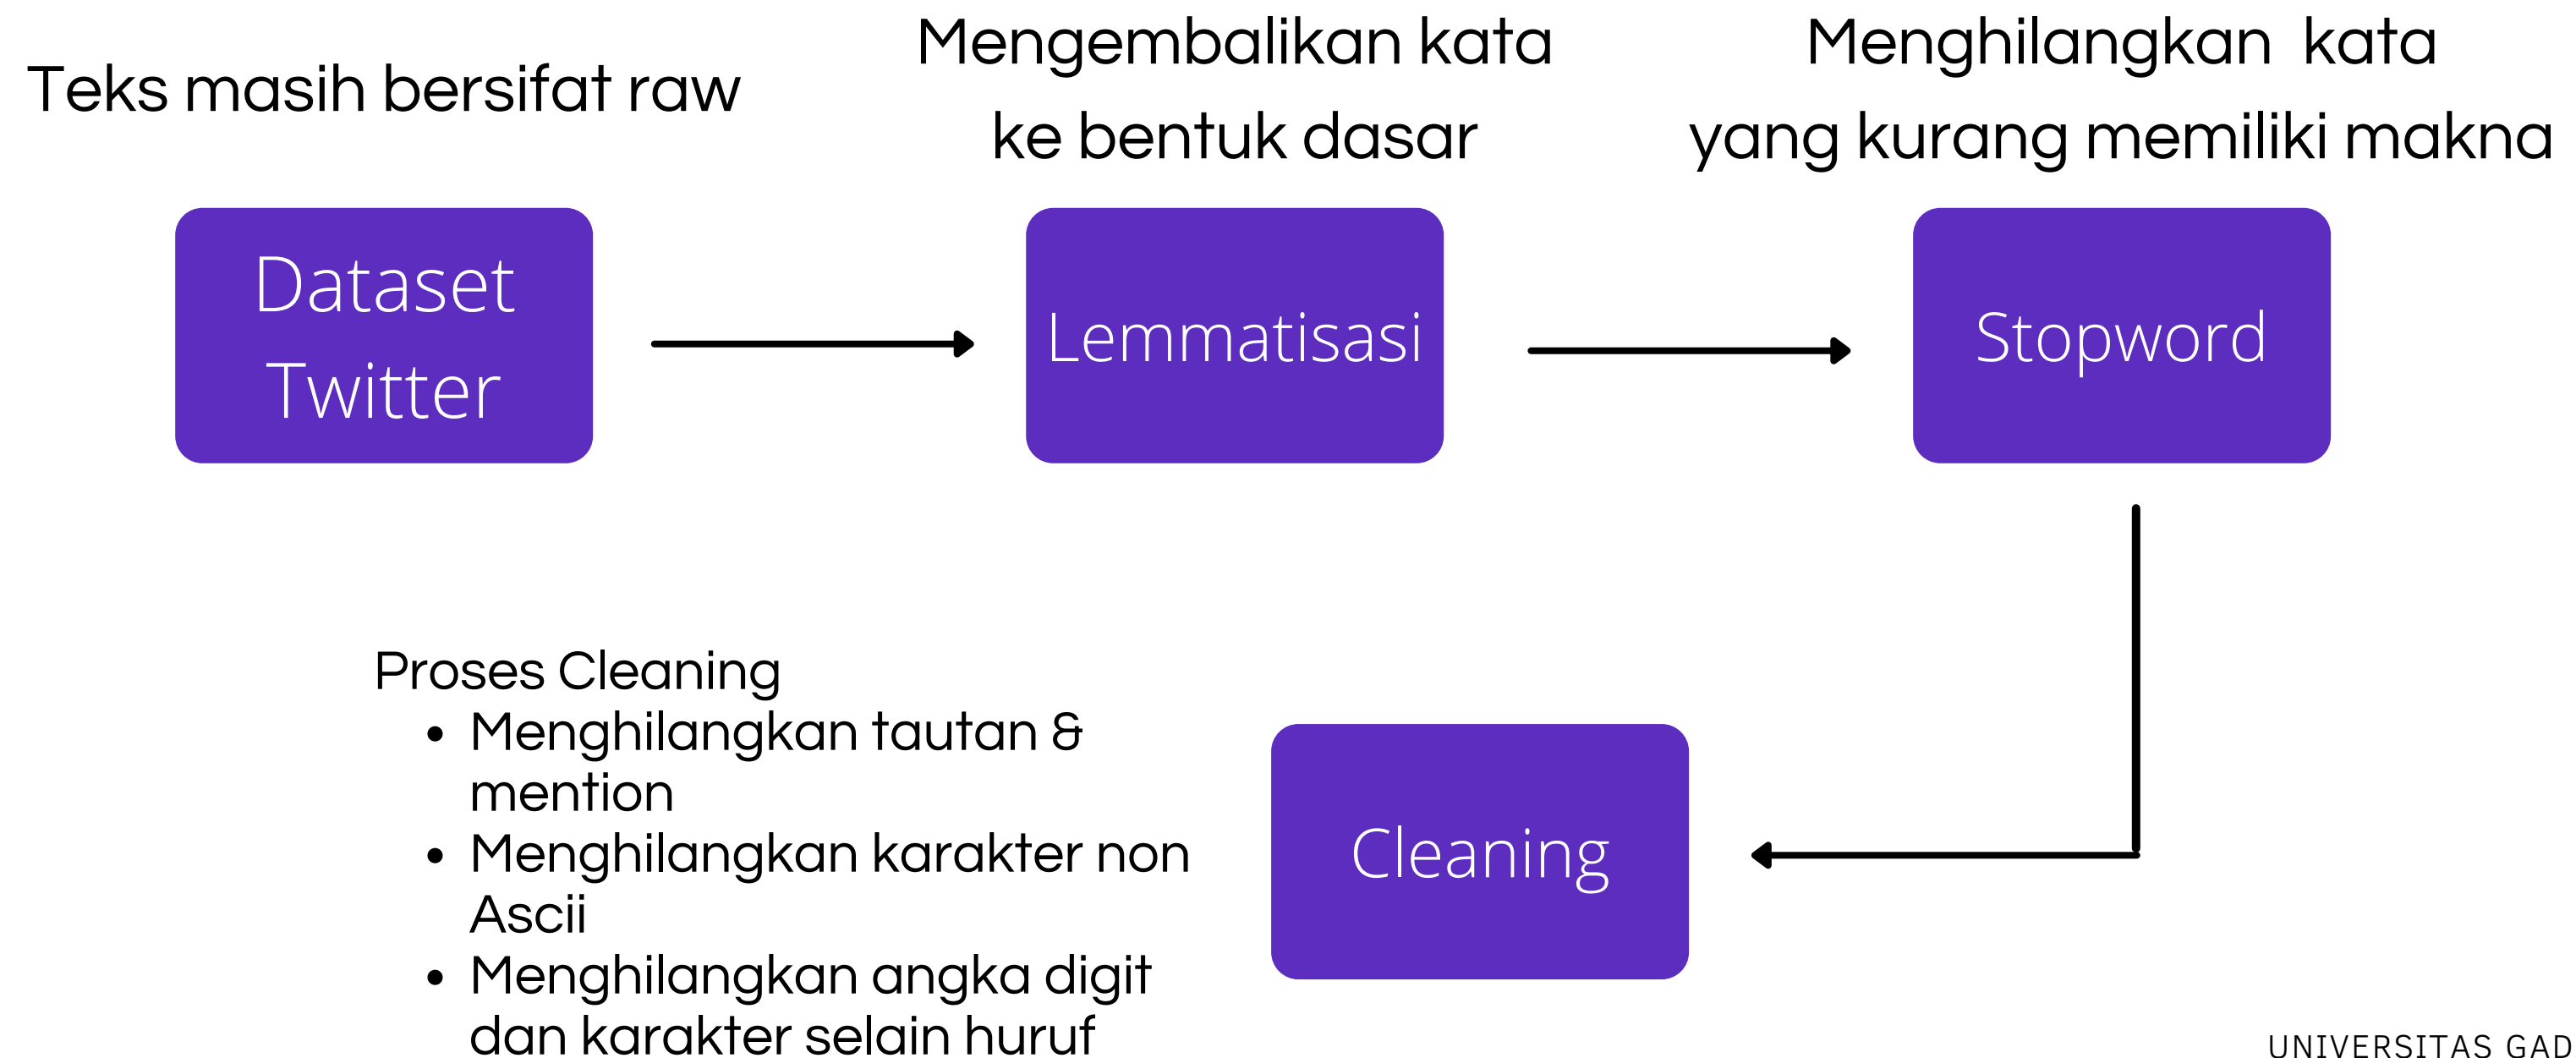 Teks masih bersifat raw
Mengembalikan kata
ke bentuk dasar
Menghilangkan kata
yang kurang memiliki makna
Dataset
Twitter
Lemmatisasi
Stopword
Proses Cleaning
• Menghilangkan tautan &
mention
• Menghilangkan karakter non
Ascii
• Menghilangkan angka digit
dan karakter selain huruf
Cleaning
UNIVERSITAS GAD